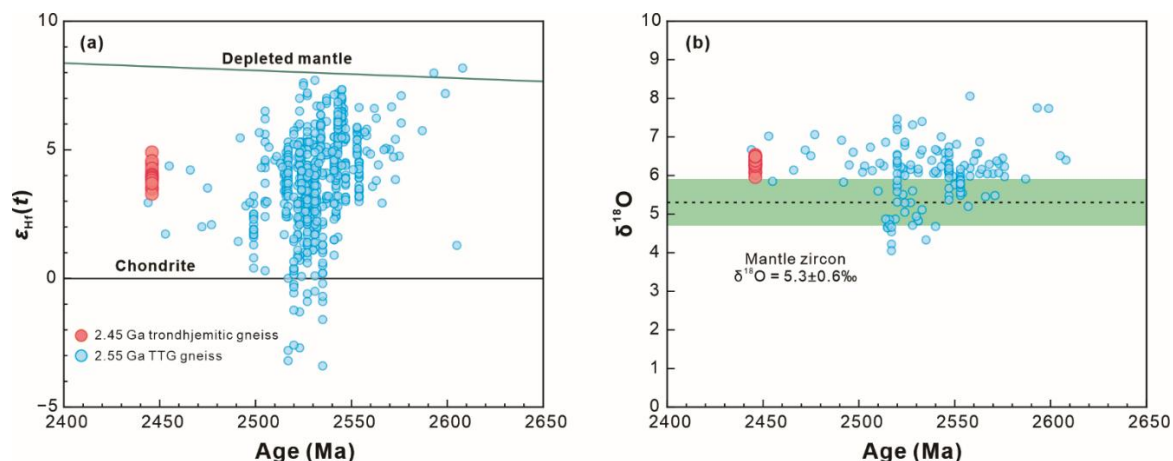 (a)
Depleted mantle
Chondrite
2.45 Ga trondhjemitic gneiss
2.55 Ga TTG gneiss
10
5
0
−5
εHf(t)
2400 2450 2500 2550 2600 2650
Age (Ma)
(b)
Mantle zircon
δ¹⁸O = 5.3±0.6‰
10
9
8
7
6
5
4
3
2
1
0
δ¹⁸O
2400 2450 2500 2550 2600 2650
Age (Ma)